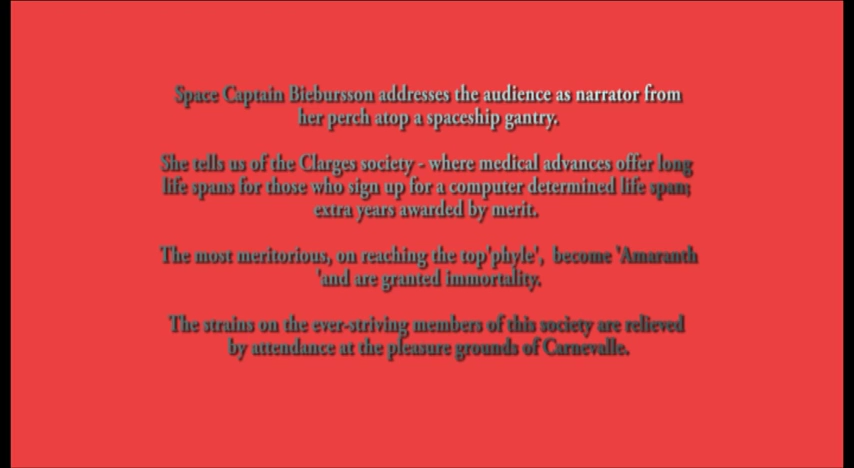 Space Captain Biebursson addresses the audience as narrator from
her perch atop a spaceship gantry.
She tells us of the Clarges society - where medical advances offer long
life spans for those who sign up for a computer determined life span;
extra years awarded by merit.
The most meritorious, on reaching the top'phyle', become 'Amaranth
'and are granted immortality.
The strains on the ever-striving members of this society are relieved
by attendance at the pleasure grounds of Carnevalle.